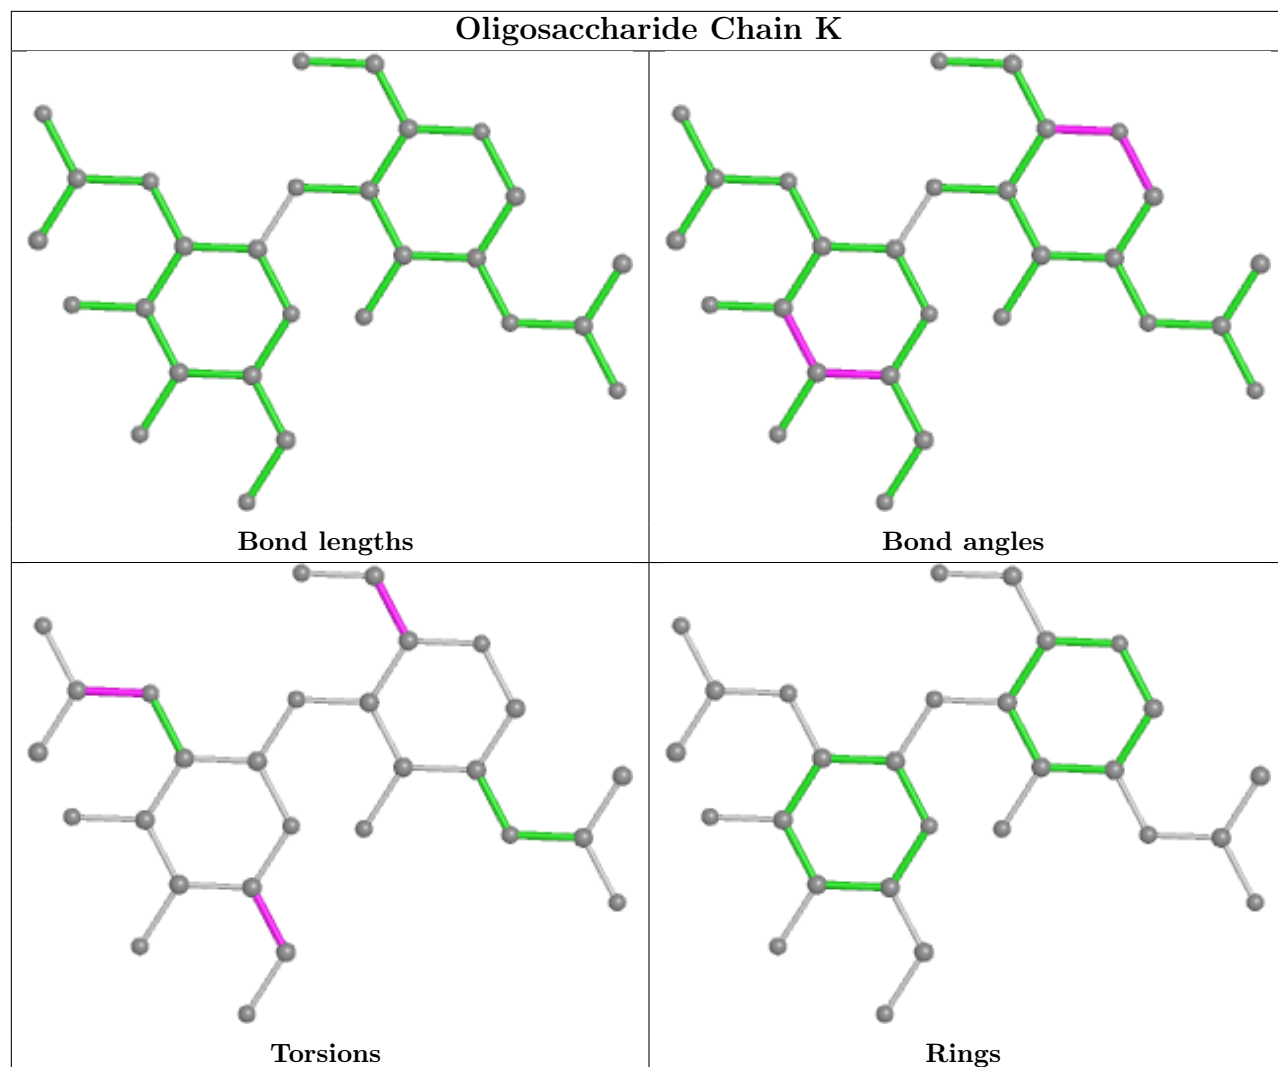 Oligosaccharide Chain K
Bond lengths
Bond angles
Torsions
Rings